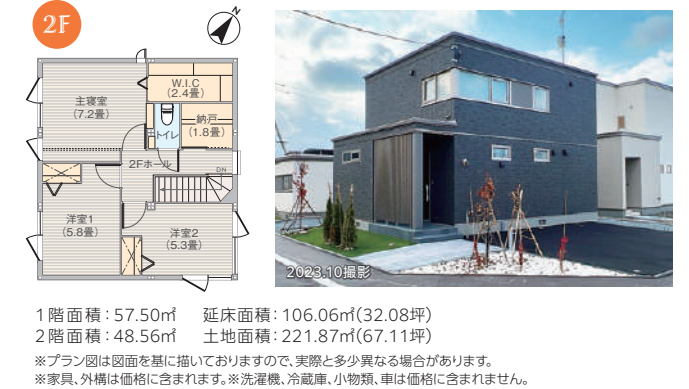 2F
N
W.I.C
(2.4畳)
主寝室
(7.2畳)
納戸
(1.8畳)
トイレ
2Fホール
DN
洋室1
(5.8畳)
洋室2
(5.3畳)
2023.10撮影
1階面積：57.50㎡ 延床面積：106.06㎡(32.08坪)
2階面積：48.56㎡ 土地面積：221.87㎡(67.11坪)
※プラン図は図面を基に描いておりますので、実際と多少異なる場合があります。
※家具、外構は価格に含まれます。※洗濯機、冷蔵庫、小物類、車は価格に含まれません。